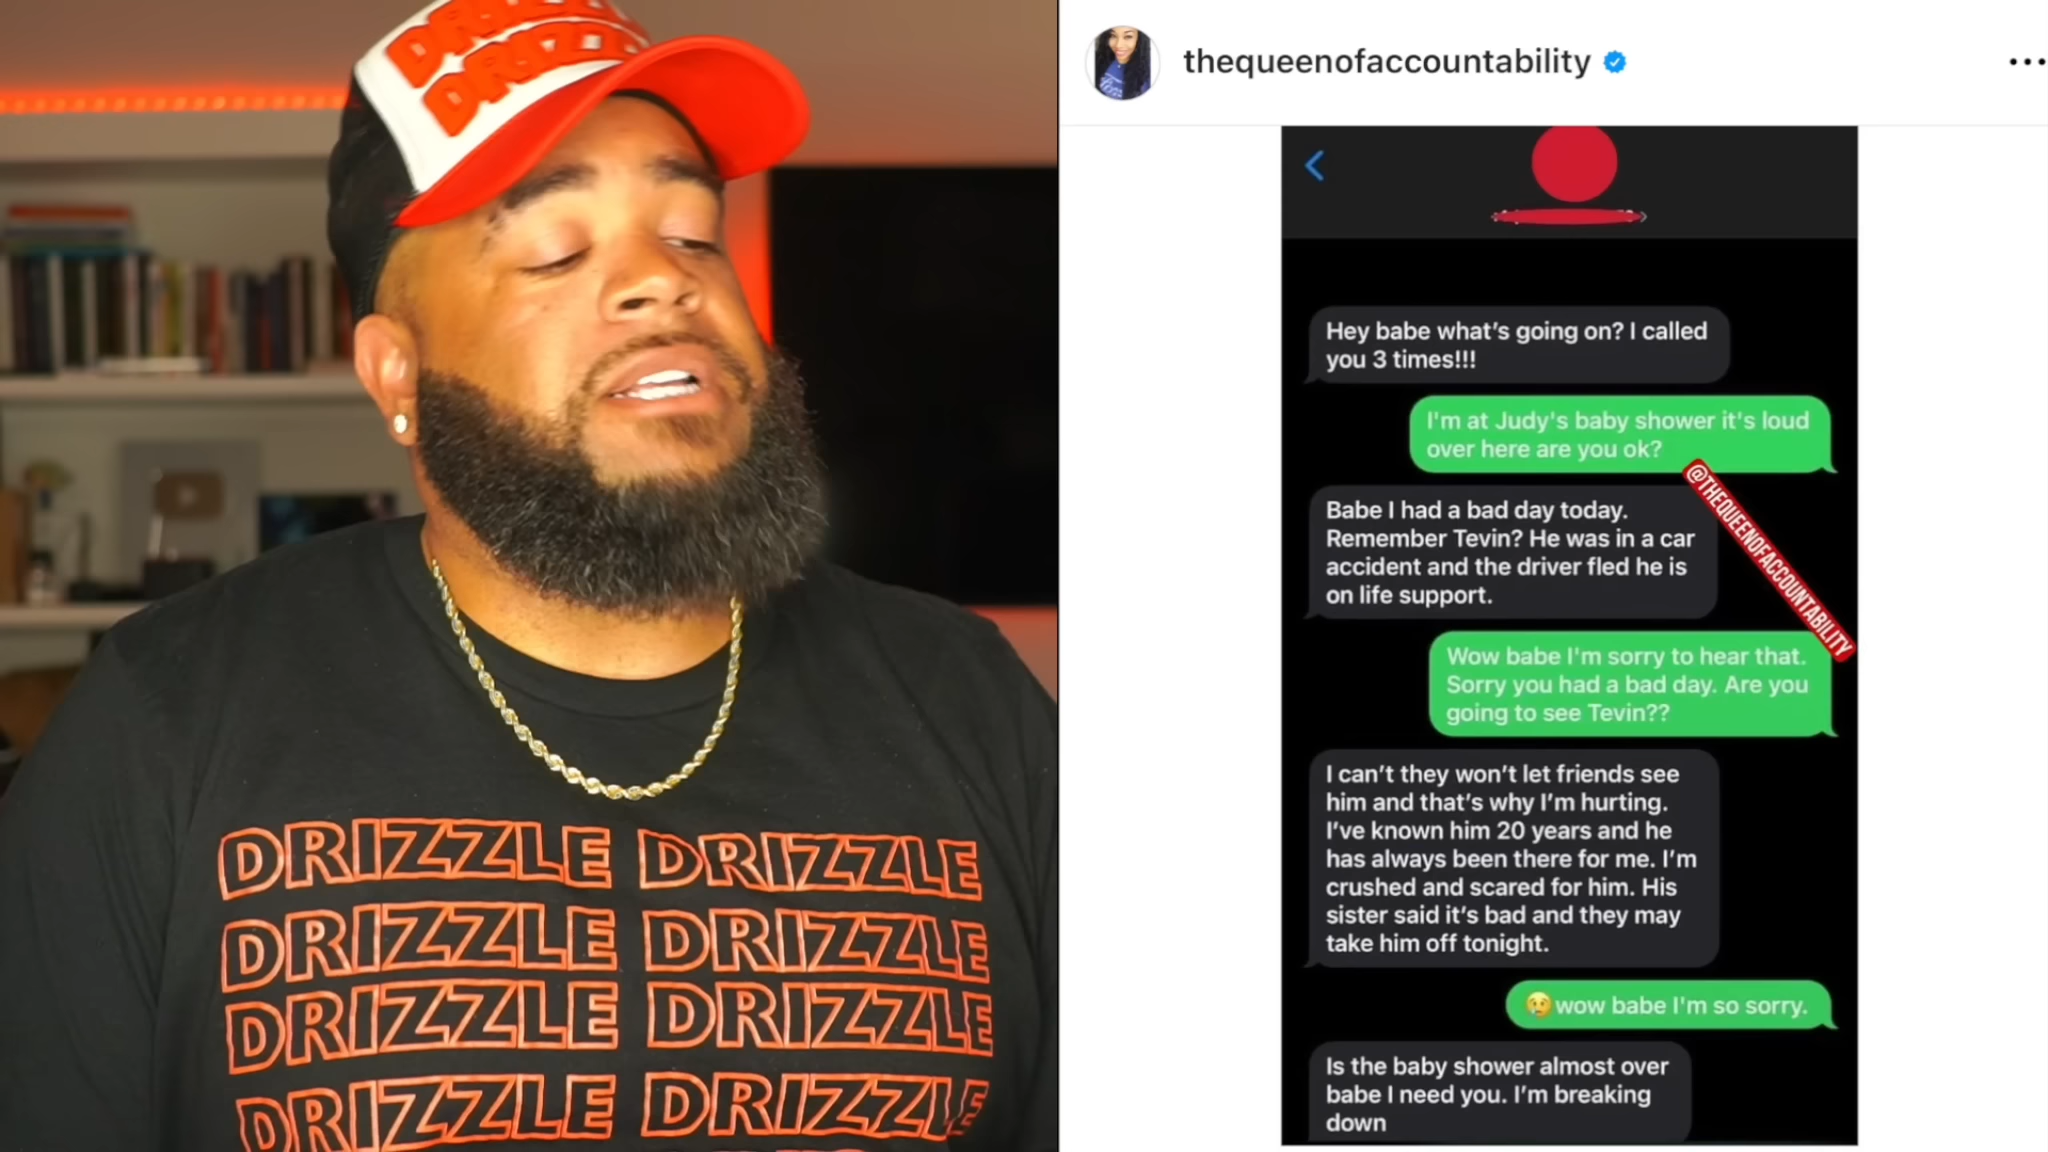 DRIZZLE
DRIZZLE
DRIZZLE DRIZZLE
DRIZZLE DRIZZLE
DRIZZLE DRIZZLE
DRIZZLE DRIZZLE
thequeenofaccountability
Hey babe what's going on? I called
you 3 times!!!
I'm at Judy's baby shower it's loud
over here are you ok?
@THEQUEENOFACCOUNTABILITY
Babe I had a bad day today.
Remember Tevin? He was in a car
accident and the driver fled he is
on life support.
Wow babe I'm sorry to hear that.
Sorry you had a bad day. Are you
going to see Tevin??
I can't they won't let friends see
him and that's why I'm hurting.
I've known him 20 years and he
has always been there for me. I'm
crushed and scared for him. His
sister said it's bad and they may
take him off tonight.
😢wow babe I'm so sorry.
Is the baby shower almost over
babe I need you. I'm breaking
down